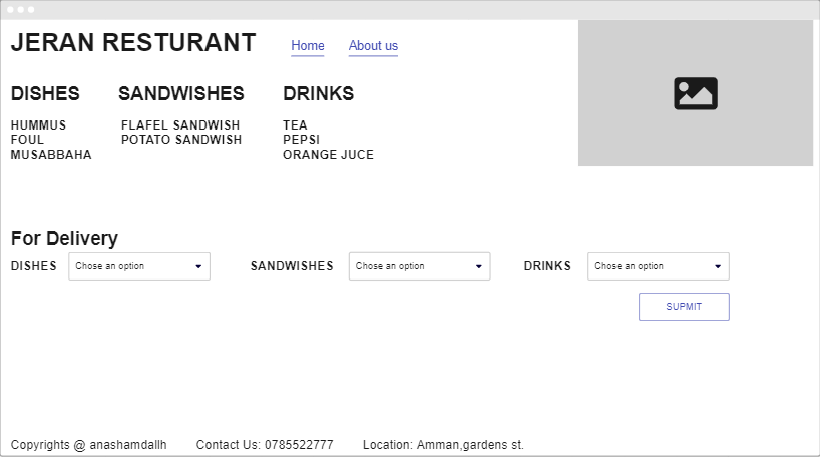 JERAN RESTURANT
Home
About us
DISHES
SANDWISHES
DRINKS
HUMMUS
FOUL
MUSABBAHA
FLAFEL SANDWISH
POTATO SANDWISH
TEA
PEPSI
ORANGE JUCE
For Delivery
DISHES
Chose an option
SANDWISHES
Chose an option
DRINKS
Chose an option
SUPMIT
Copyrights @ anashamdallh
Contact Us: 0785522777
Location: Amman,gardens st.